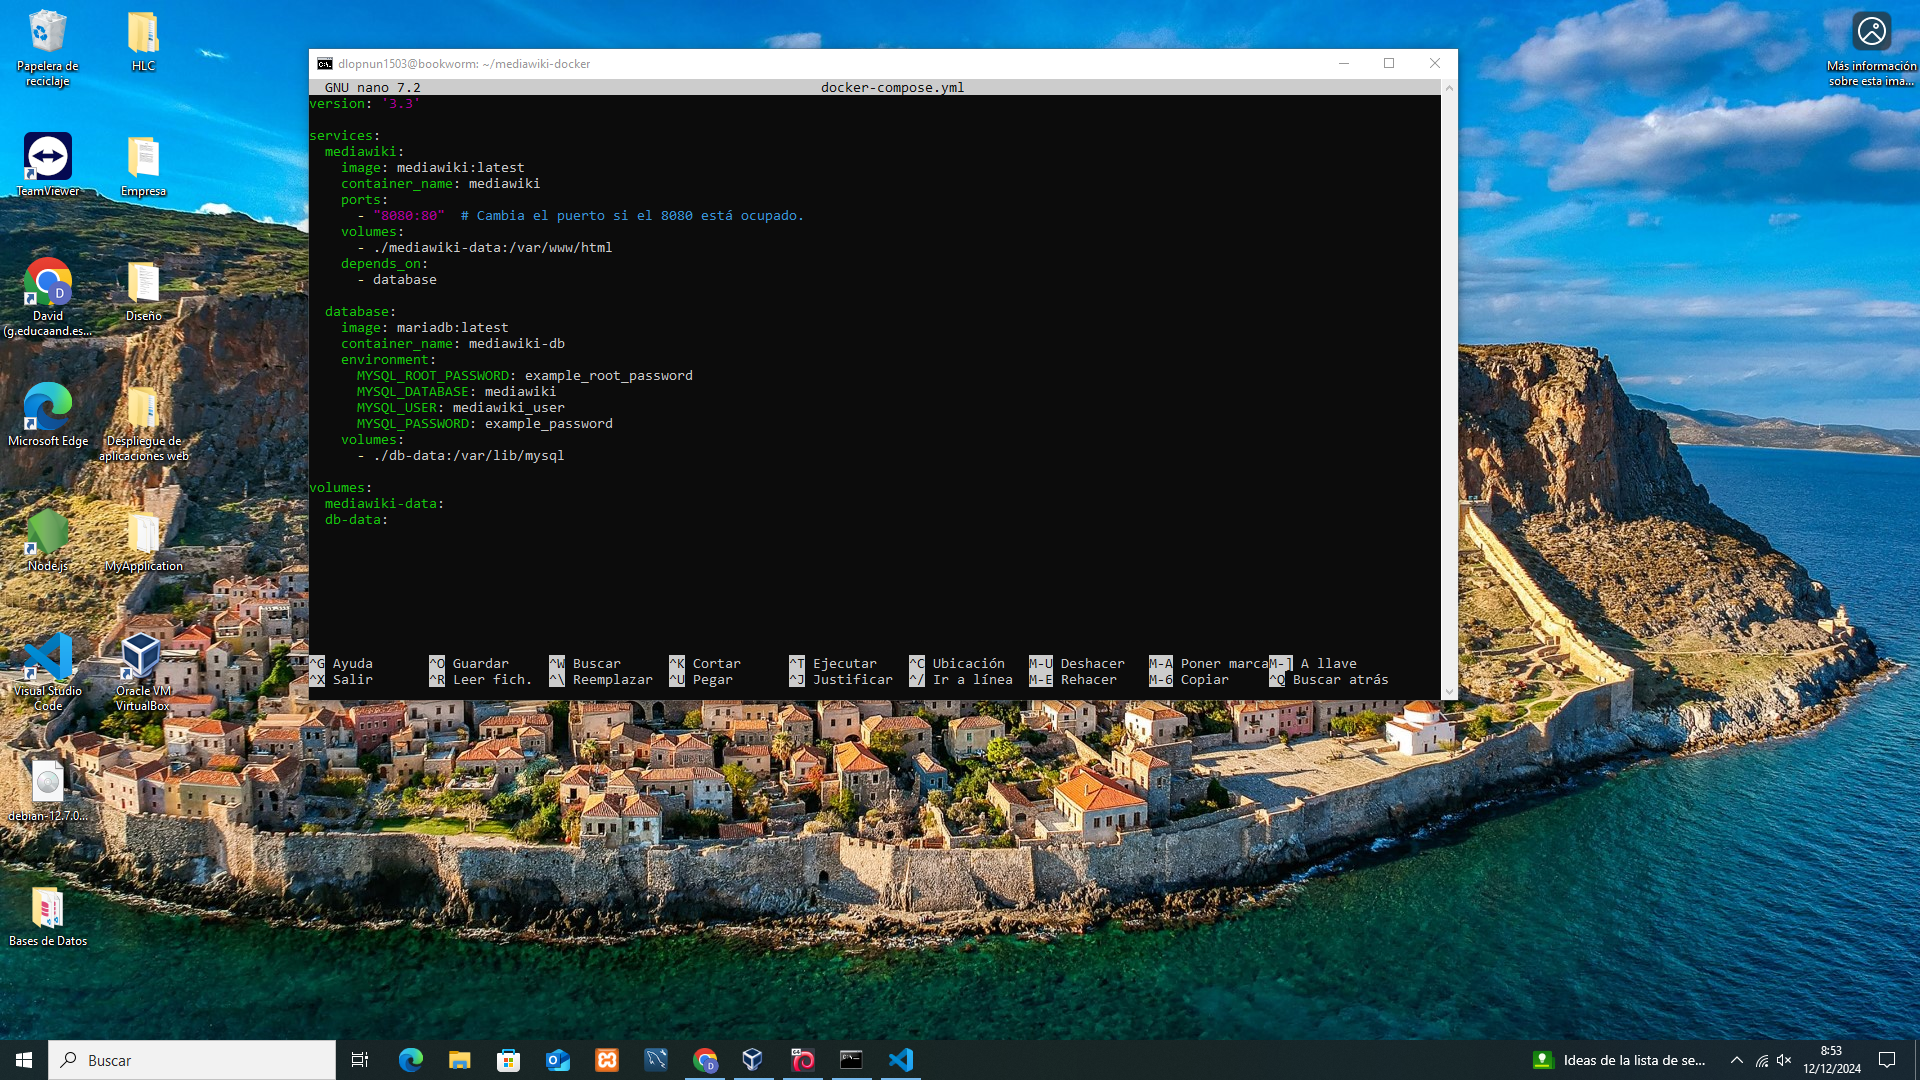 Papelera de
reciclaje
HLC
TeamViewer
Empresa
D
David
(g.educaand.es...
Diseño
Microsoft Edge
Despliegue de
aplicaciones web
Node.js
MyApplication
Visual Studio
Code
Oracle VM
VirtualBox
debian-12.7.0...
Bases de Datos
Más información
sobre esta ima...
dlopnun1503@bookworm: ~/mediawiki-docker
GNU nano 7.2 docker-compose.yml
version: '3.3'
services:
  mediawiki:
    image: mediawiki:latest
    container_name: mediawiki
    ports:
      - "8080:80"  # Cambia el puerto si el 8080 está ocupado.
    volumes:
      - ./mediawiki-data:/var/www/html
    depends_on:
      - database
  database:
    image: mariadb:latest
    container_name: mediawiki-db
    environment:
      MYSQL_ROOT_PASSWORD: example_root_password
      MYSQL_DATABASE: mediawiki
      MYSQL_USER: mediawiki_user
      MYSQL_PASSWORD: example_password
    volumes:
      - ./db-data:/var/lib/mysql
volumes:
  mediawiki-data:
  db-data:
^G Ayuda ^O Guardar ^W Buscar ^K Cortar ^T Ejecutar ^C Ubicación M-U Deshacer M-A Poner marca M-] A llave
^X Salir ^R Leer fich. ^\ Reemplazar ^U Pegar ^J Justificar ^/ Ir a línea M-E Rehacer M-6 Copiar ^Q Buscar atrás
Buscar
Ideas de la lista de se...
8:53
12/12/2024